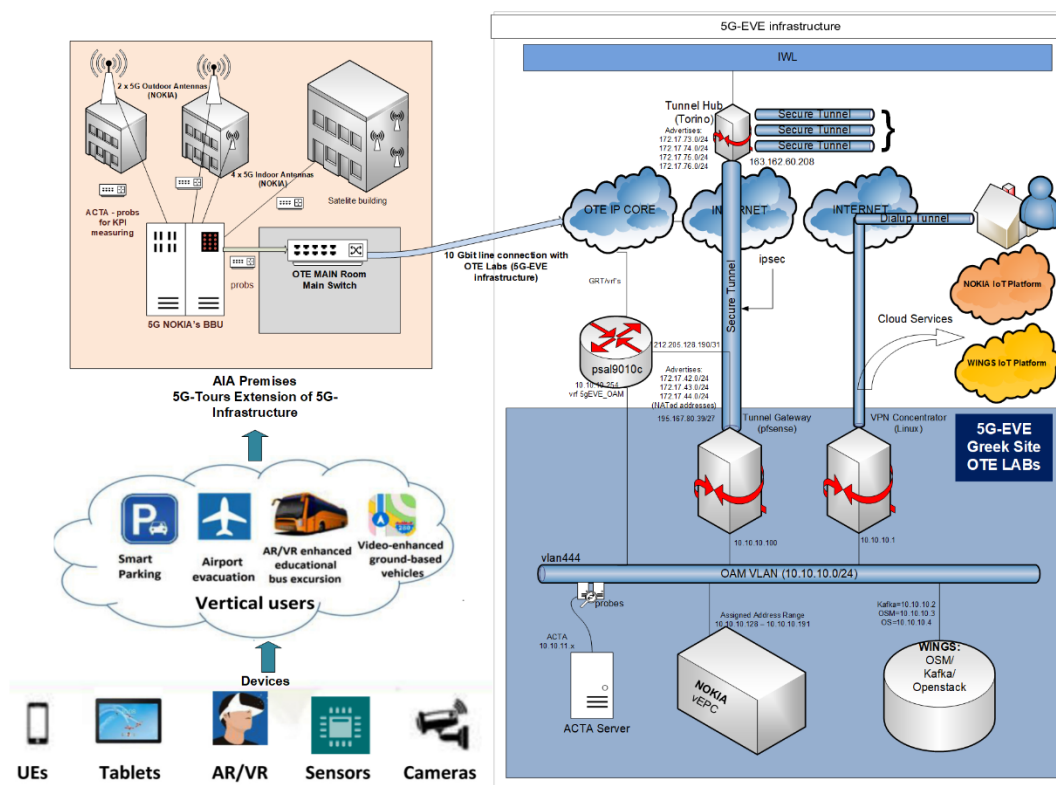 5G-EVE infrastructure
IWL
2 x 5G Outdoor Antennas
(NOKIA)
4 x 5G Indoor Antennas
(NOKIA)
Satellite building
ACTA - probs
for KPI
measuring
probs
OTE MAIN Room
Main Switch
5G NOKIA's BBU
AIA Premises
5G-Tours Extension of 5G-
Infrastructure
10 Gbit line connection with
OTE Labs (5G-EVE
infrastructure)
Smart
Parking
Airport
evacuation
AR/VR enhanced
educational
bus excursion
Video-enhanced
ground-based
vehicles
Vertical users
Devices
UEs
Tablets
AR/VR
Sensors
Cameras
Tunnel Hub
(Torino)
Advertises:
172.17.73.0/24
172.17.74.0/24
172.17.75.0/24
172.17.76.0/24
Secure Tunnel
Secure Tunnel
Secure Tunnel
163.162.60.208
OTE IP CORE
INTERNET
INTERNET
Dialup Tunnel
ipsec
Secure Tunnel
GRT/vrf's
psal9010c
212.205.128.190/31
10.10.10.254
vrf 5gEVE_OAM
Advertises:
172.17.42.0/24
172.17.43.0/24
172.17.44.0/24
(NATed addresses)
195.167.80.39/27
Tunnel Gateway
(pfsense)
VPN Concentrator
(Linux)
Cloud Services
NOKIA IoT Platform
WINGS IoT Platform
5G-EVE
Greek Site
OTE LABs
10.10.10.100
10.10.10.1
vlan444
OAM VLAN (10.10.10.0/24)
probes
ACTA
10.10.11.x
ACTA Server
Assigned Address Range
10.10.10.128 – 10.10.10.191
NOKIA
vEPC
Kafka=10.10.10.2
OSM=10.10.10.3
OS=10.10.10.4
WINGS:
OSM/
Kafka/
Openstack